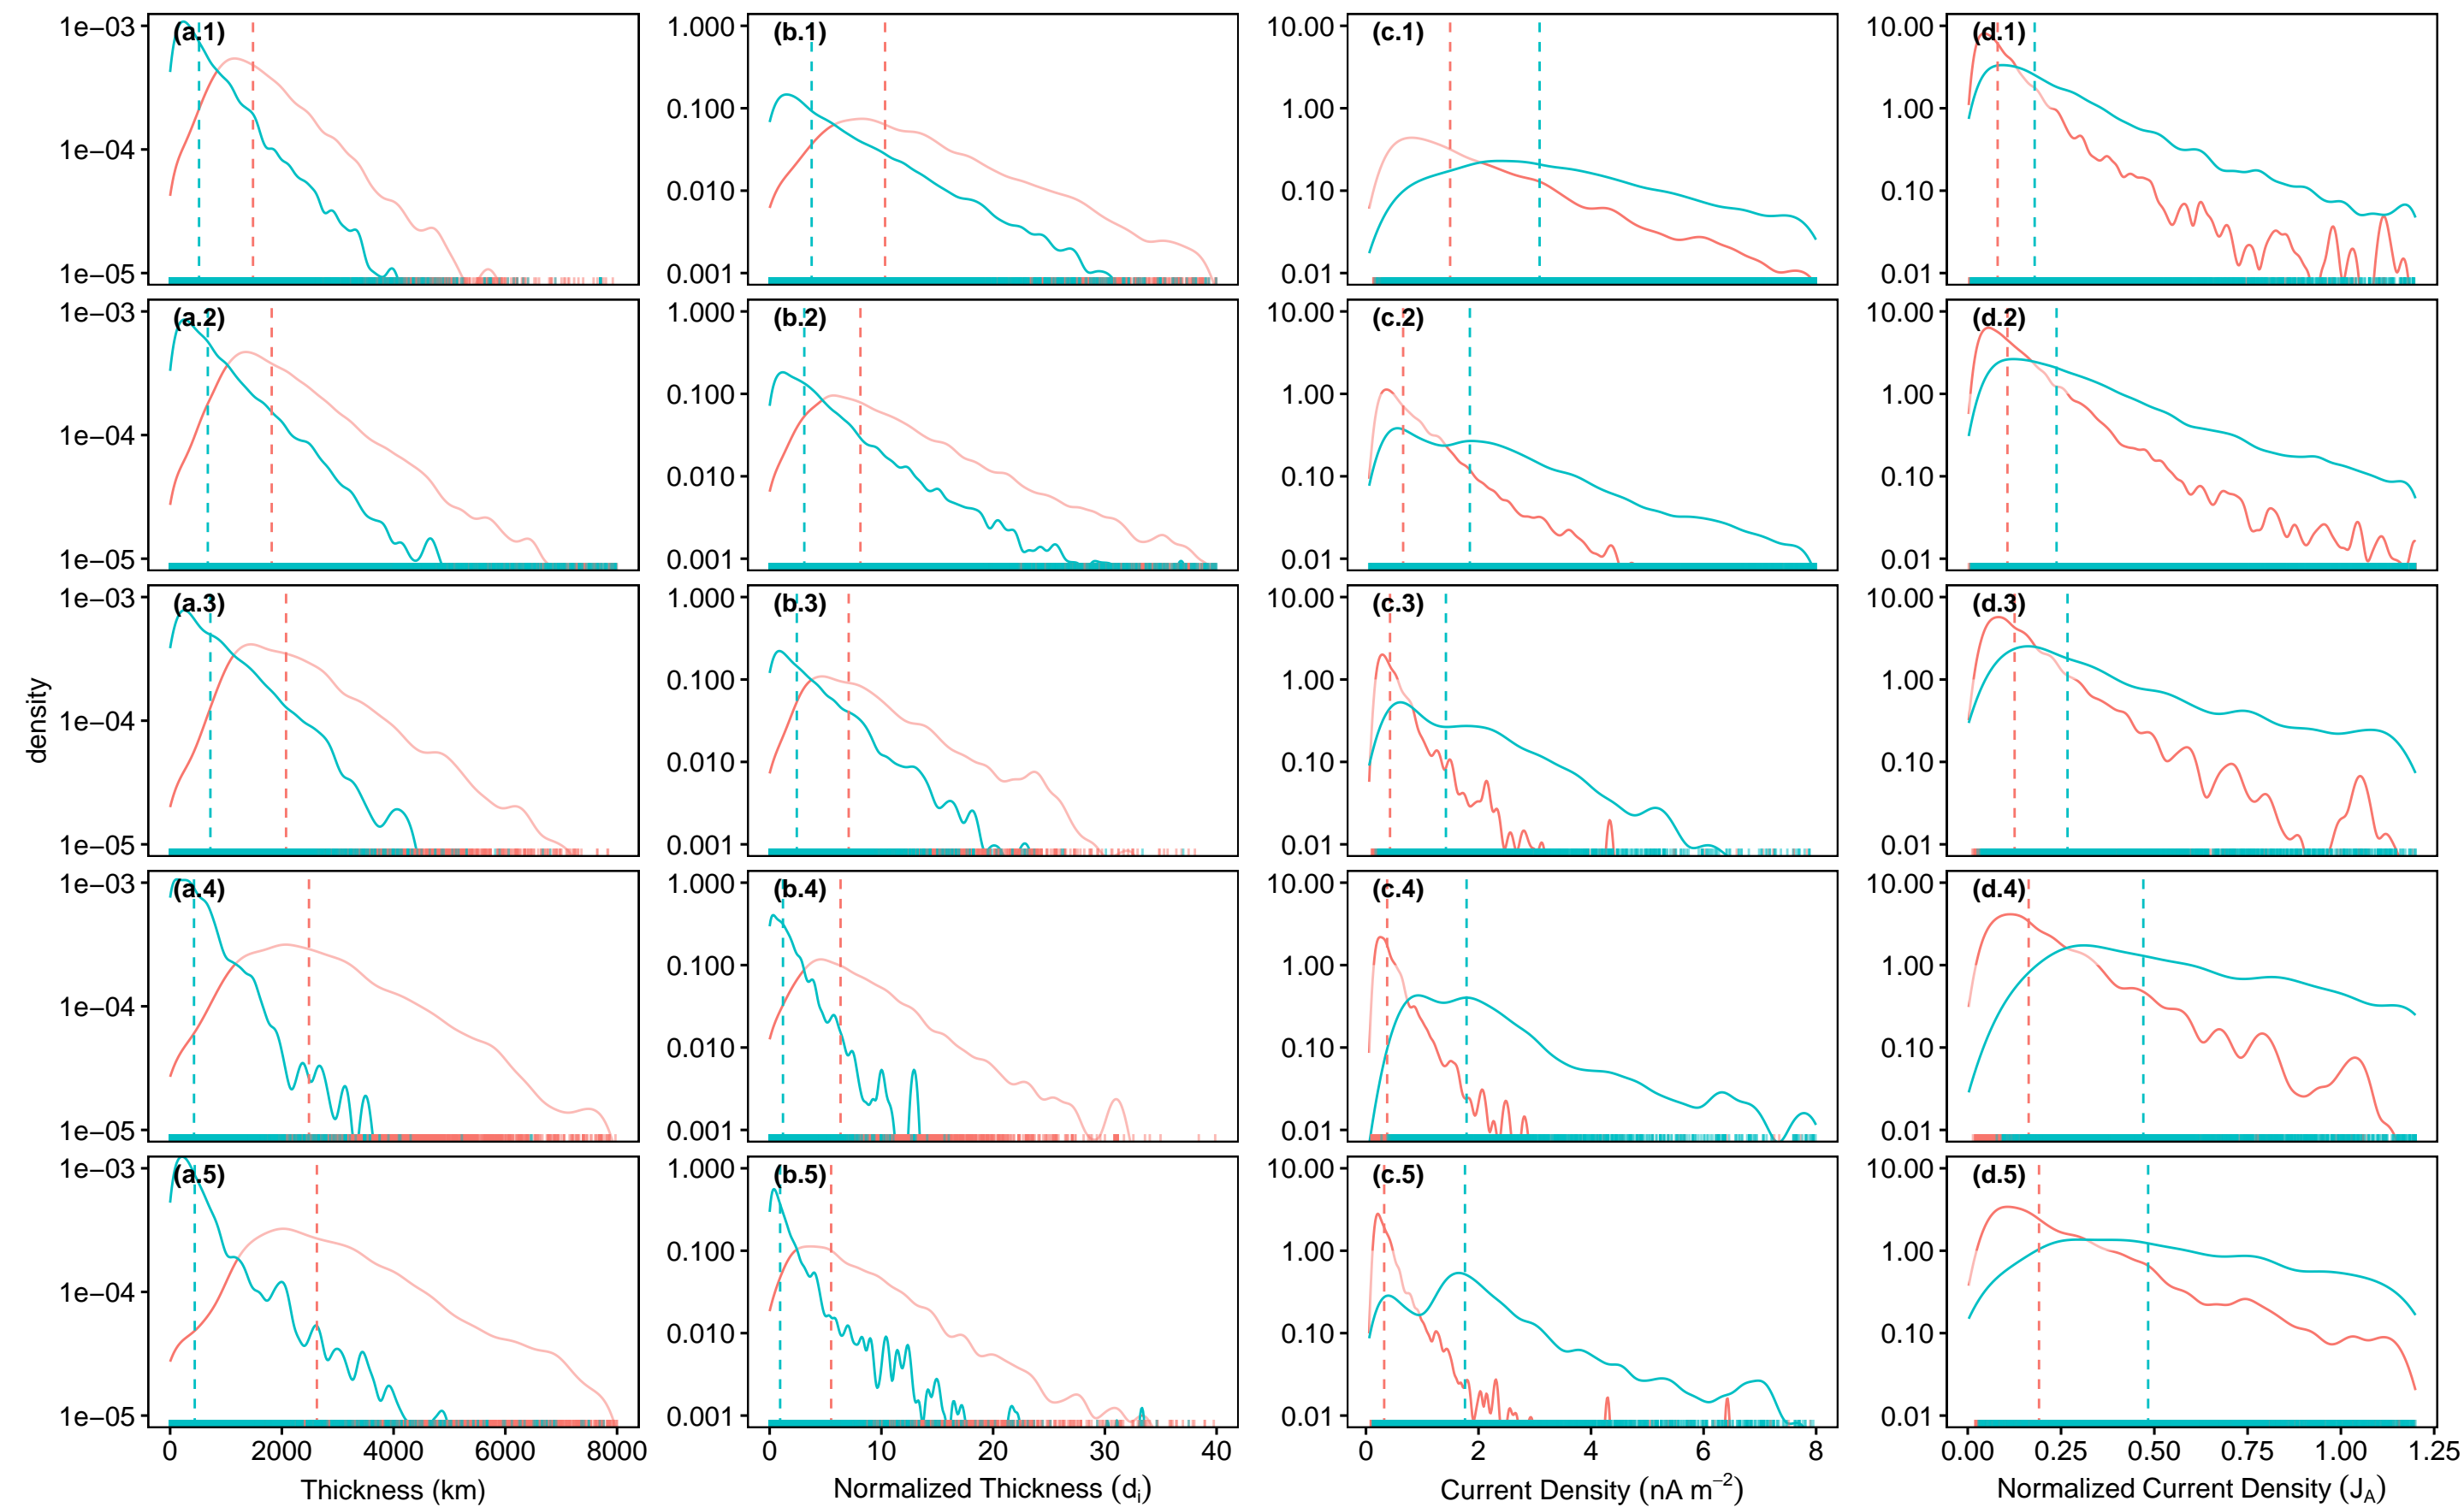 (a.1) (b.1) (c.1) (d.1)
1e−03 1.000 10.00 10.00
1e−04 0.100 1.00 1.00
0.010 0.10 0.10
1e−05 0.001 0.01 0.01
(a.2) (b.2) (c.2) (d.2)
1e−03 1.000 10.00 10.00
1e−04 0.100 1.00 1.00
0.010 0.10 0.10
1e−05 0.001 0.01 0.01
(a.3) (b.3) (c.3) (d.3)
1e−03 1.000 10.00 10.00
1e−04 0.100 1.00 1.00
0.010 0.10 0.10
1e−05 0.001 0.01 0.01
density
(a.4) (b.4) (c.4) (d.4)
1e−03 1.000 10.00 10.00
1e−04 0.100 1.00 1.00
0.010 0.10 0.10
1e−05 0.001 0.01 0.01
(a.5) (b.5) (c.5) (d.5)
1e−03 1.000 10.00 10.00
1e−04 0.100 1.00 1.00
0.010 0.10 0.10
1e−05 0.001 0.01 0.01
0 2000 4000 6000 8000 0 10 20 30 40 0 2 4 6 8 0.00 0.25 0.50 0.75 1.00 1.25
Thickness (km) Normalized Thickness (dᵢ) Current Density (nA m⁻²) Normalized Current Density (J_A)